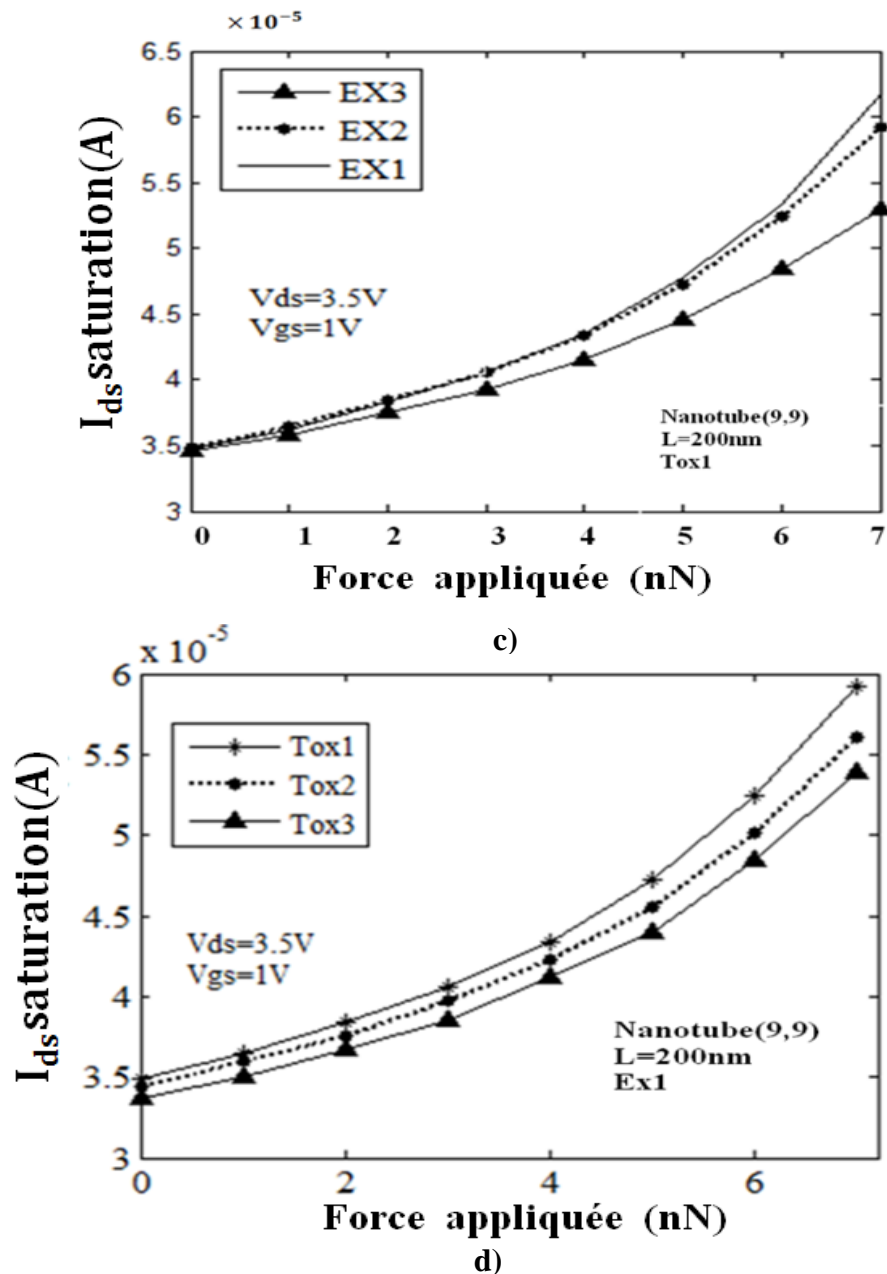 × 10⁻⁵
6.5
6
5.5
5
4.5
4
3.5
3
I_ds saturation(A)
EX3
EX2
EX1
Vds=3.5V
Vgs=1V
Nanotube(9,9)
L=200nm
Tox1
0 1 2 3 4 5 6 7
Force appliquée (nN)
c)
x 10⁻⁵
6
5.5
5
4.5
4
3.5
3
I_ds saturation(A)
Tox1
Tox2
Tox3
Vds=3.5V
Vgs=1V
Nanotube(9,9)
L=200nm
Ex1
0 2 4 6
Force appliquée (nN)
d)